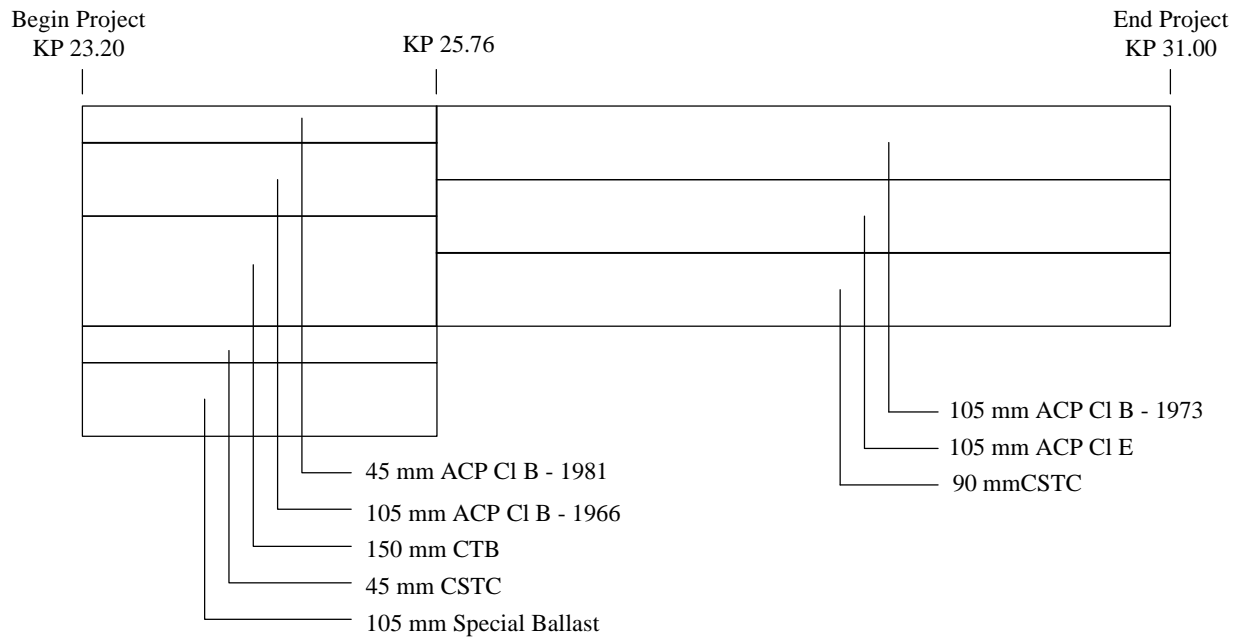 Begin Project
KP 23.20
KP 25.76
End Project
KP 31.00
105 mm ACP Cl B - 1973
105 mm ACP Cl E
90 mmCSTC
45 mm ACP Cl B - 1981
105 mm ACP Cl B - 1966
150 mm CTB
45 mm CSTC
105 mm Special Ballast